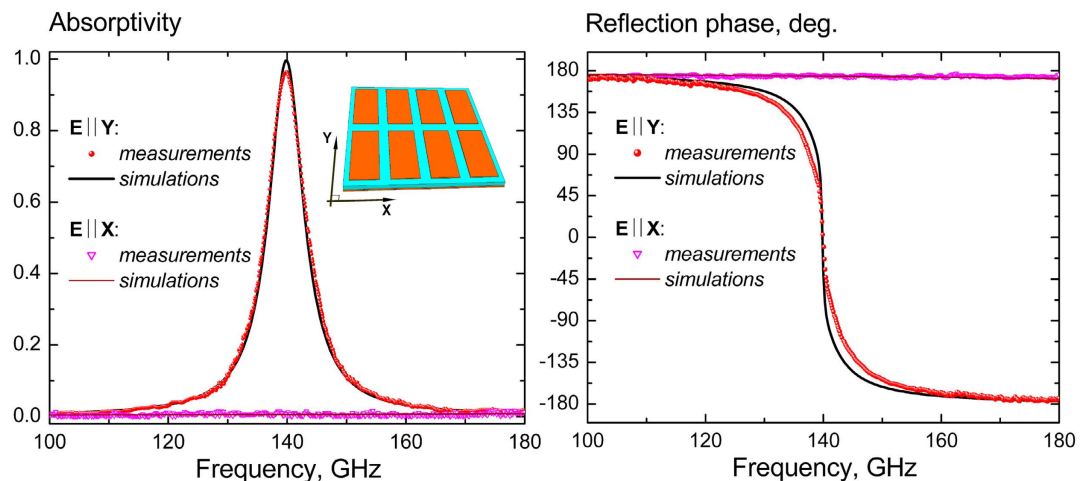 Absorptivity
1.0
0.8
0.6
0.4
0.2
0.0
E||Y:
measurements
simulations
E||X:
measurements
simulations
Y
X
100 120 140 160 180
Frequency, GHz
Reflection phase, deg.
180
135
90
45
0
-45
-90
-135
-180
E||Y:
measurements
simulations
E||X:
measurements
simulations
100 120 140 160 180
Frequency, GHz